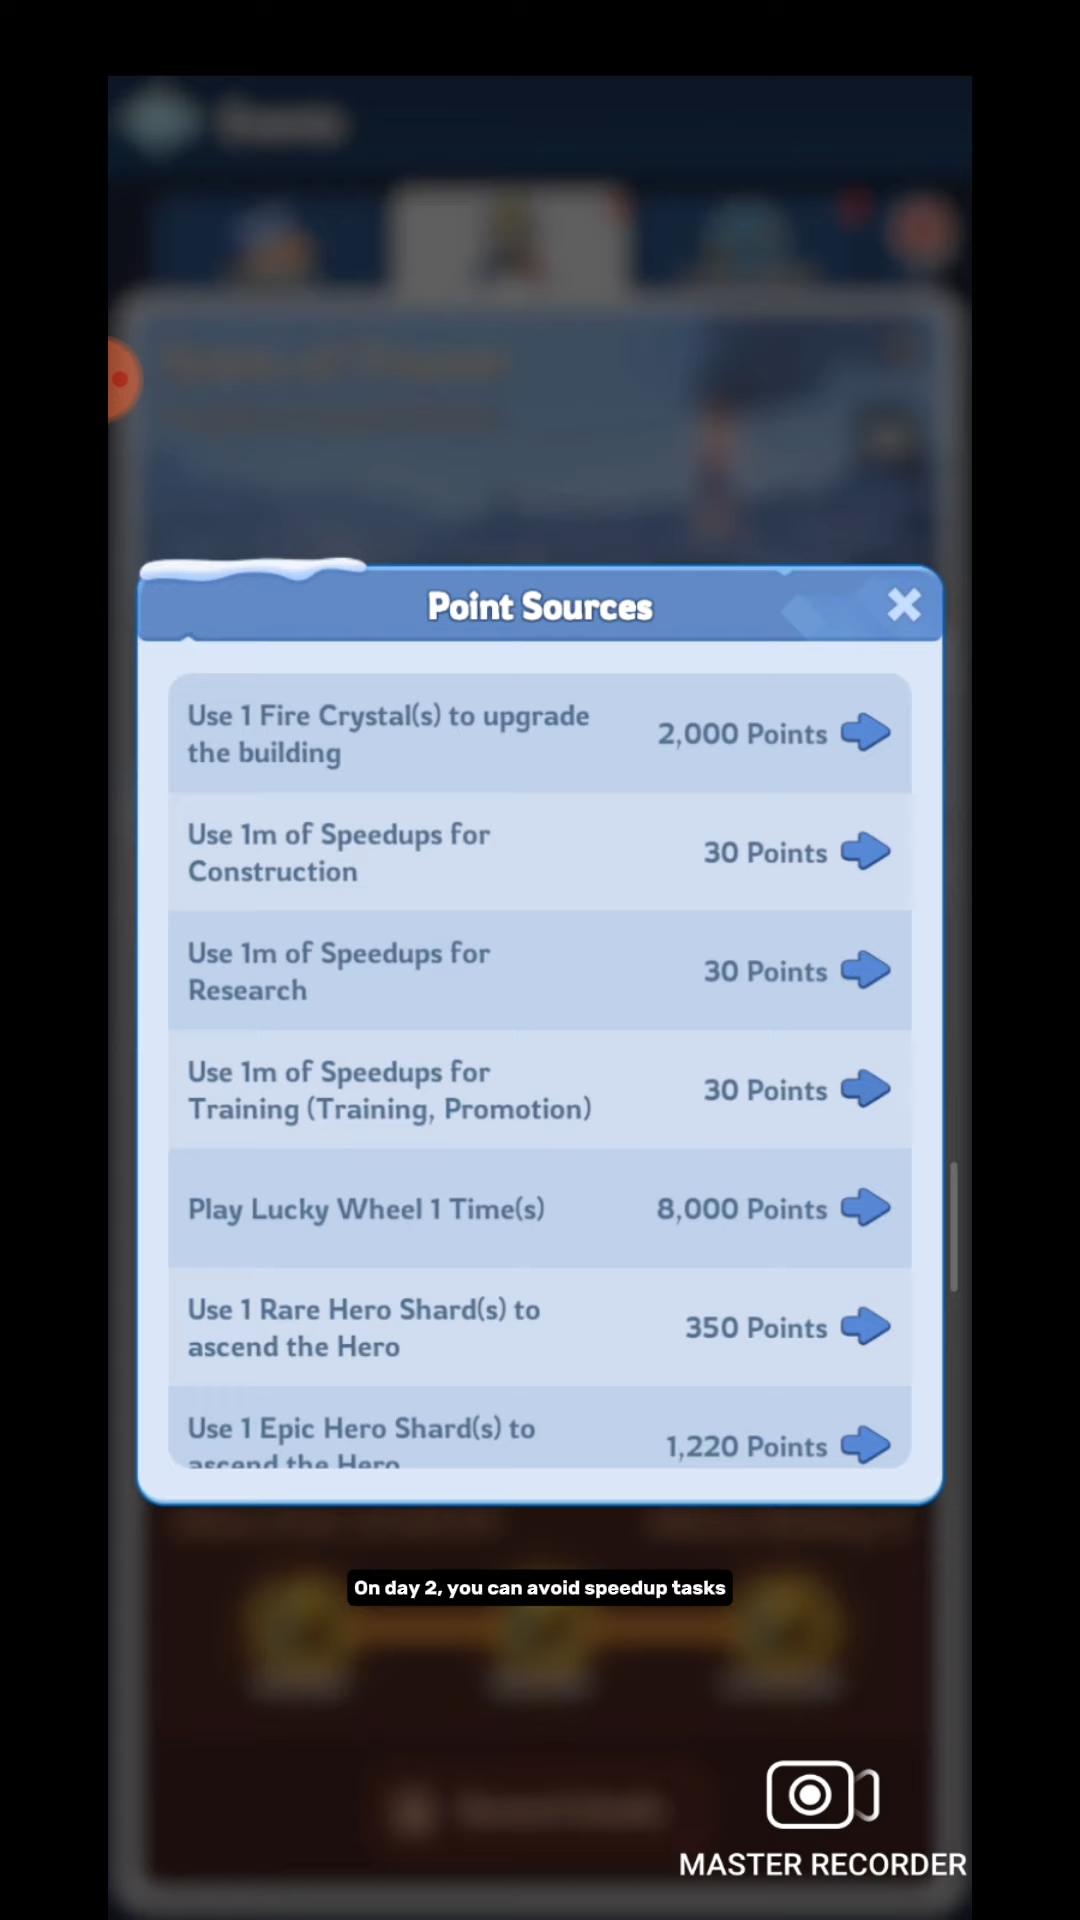 Point Sources
Use 1 Fire Crystal(s) to upgrade
the building
2,000 Points
Use 1m of Speedups for
Construction
30 Points
Use 1m of Speedups for
Research
30 Points
Use 1m of Speedups for
Training (Training, Promotion)
30 Points
Play Lucky Wheel 1 Time(s)
8,000 Points
Use 1 Rare Hero Shard(s) to
ascend the Hero
350 Points
Use 1 Epic Hero Shard(s) to
ascend the Hero
1,220 Points
On day 2, you can avoid speedup tasks
MASTER RECORDER